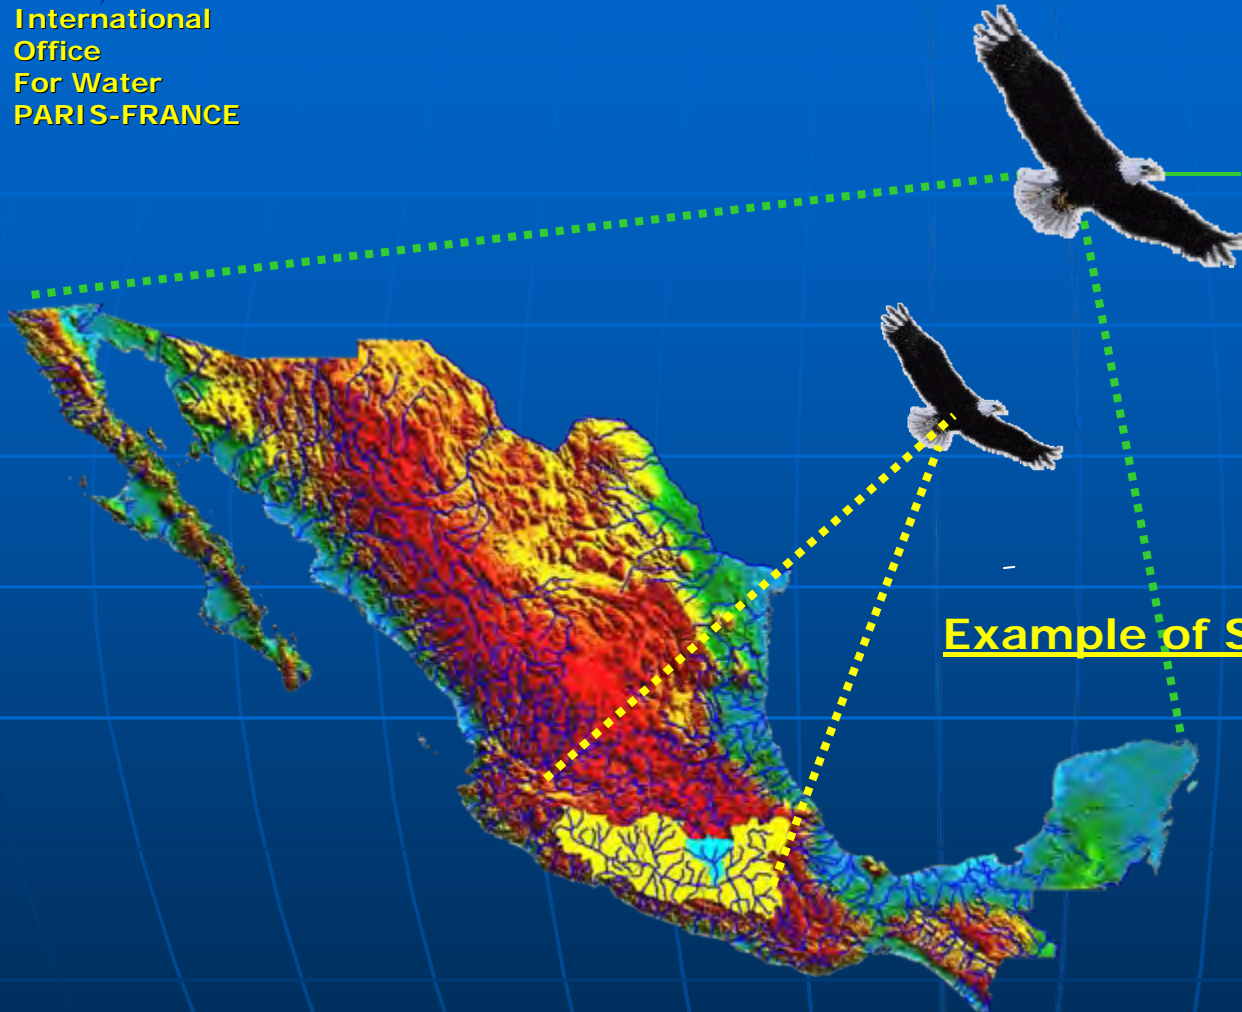 International
Office
For Water
PARIS-FRANCE
Example of S